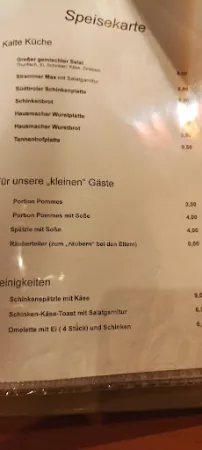 Speisekarte
Kalte Küche
Großer gemischter Salat
Strammer Max mit Salatgarnitur
Südtiroler Schinkenplatte
Schinkenbrot
Hausmacher Wurstplatte
Hausmacher Wurstbrot
Tannenhofplatte
für unsere „kleinen" Gäste
Portion Pommes 3,50
Portion Pommes mit Soße 4,00
Spätzle mit Soße 4,00
Räuberteller (zum „räubern" bei den Eltern) 0,00
einigkeiten
Schinkenspätzle mit Käse
Schinken-Käse-Toast mit Salatgarnitur
Omelette mit Ei ( 4 Stück) und Schinken